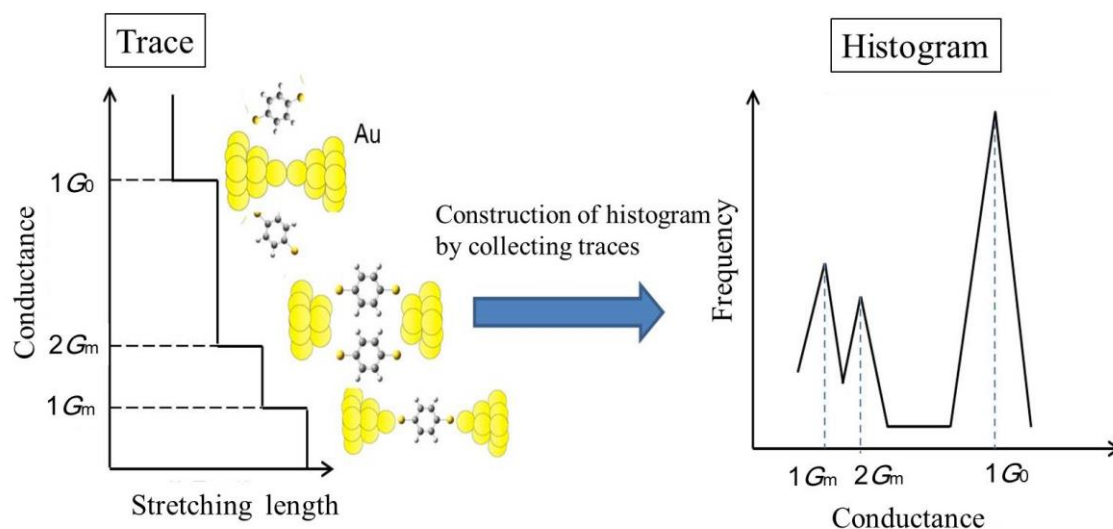 Trace
Histogram
Au
1G₀
2Gₘ
1Gₘ
Conductance
Stretching length
Construction of histogram
by collecting traces
Frequency
1Gₘ
2Gₘ
1G₀
Conductance